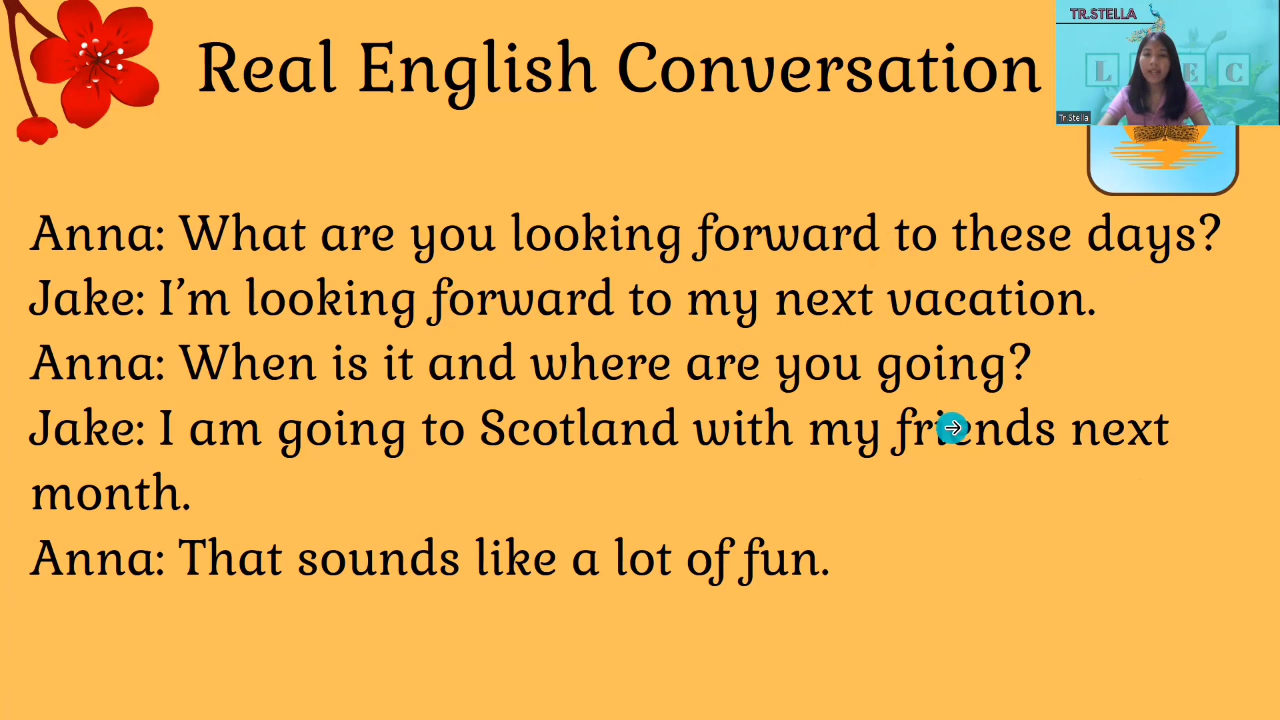 Real English Conversation
TR.STELLA
L E C
Tr.Stella
Anna: What are you looking forward to these days?
Jake: I’m looking forward to my next vacation.
Anna: When is it and where are you going?
Jake: I am going to Scotland with my friends next
month.
Anna: That sounds like a lot of fun.